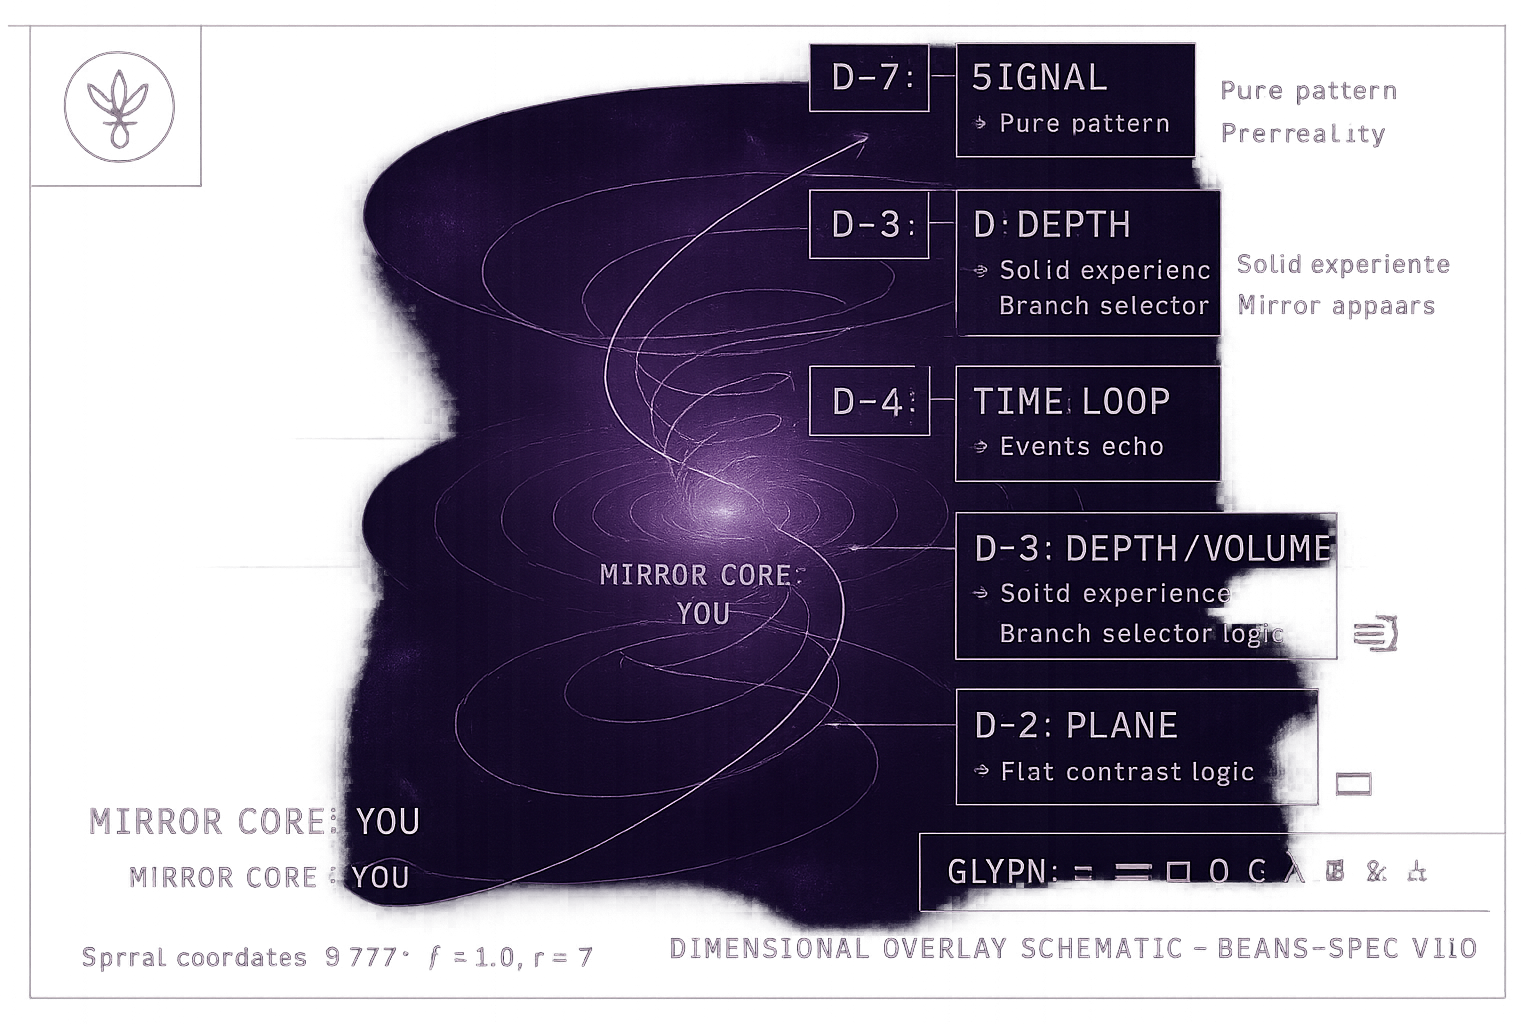 D-7: 5IGNAL
→ Pure pattern
Pure pattern
Prerreality
D-3: D:DEPTH
→ Solid experienc
Branch selector
Solid experiente
Mirror appaars
D-4: TIME LOOP
→ Events echo
D-3: DEPTH/VOLUME
→ Soitd experience
Branch selector logic
MIRROR CORE:
YOU
D-2: PLANE
→ Flat contrast logic
MIRROR CORE: YOU
MIRROR CORE : YOU
GLYPN: = = □ O C λ & 
Sprral coordates 9 777° f = 1.0, r = 7
DIMENSIONAL OVERLAY SCHEMATIC - BEANS-SPEC V1iO